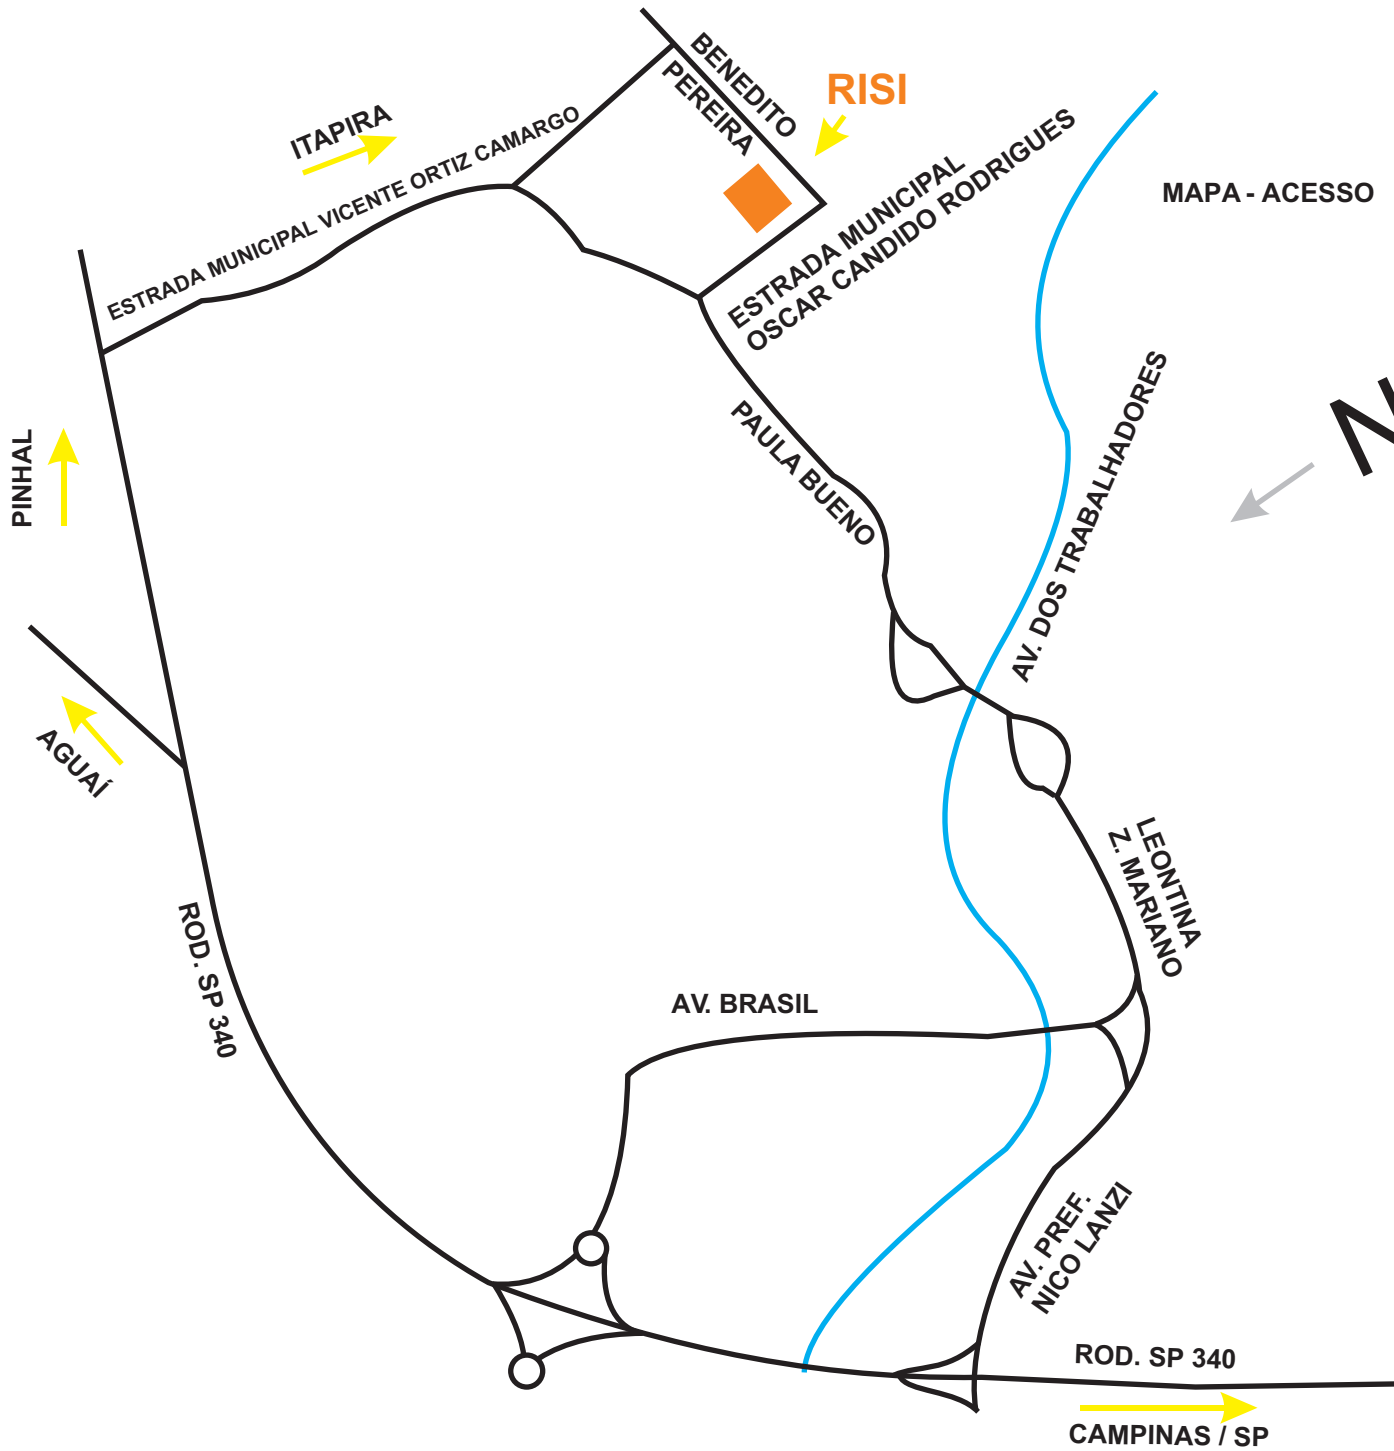 BENEDITO
PEREIRA
RISI
ITAPIRA
ESTRADA MUNICIPAL VICENTE ORTIZ CAMARGO
ESTRADA MUNICIPAL
OSCAR CANDIDO RODRIGUES
MAPA - ACESSO
N
PINHAL
PAULA BUENO
AV. DOS TRABALHADORES
AGUAÍ
LEONTINA
Z. MARIANO
ROD. SP 340
AV. BRASIL
AV. PREF.
NICO LANZI
ROD. SP 340
CAMPINAS / SP